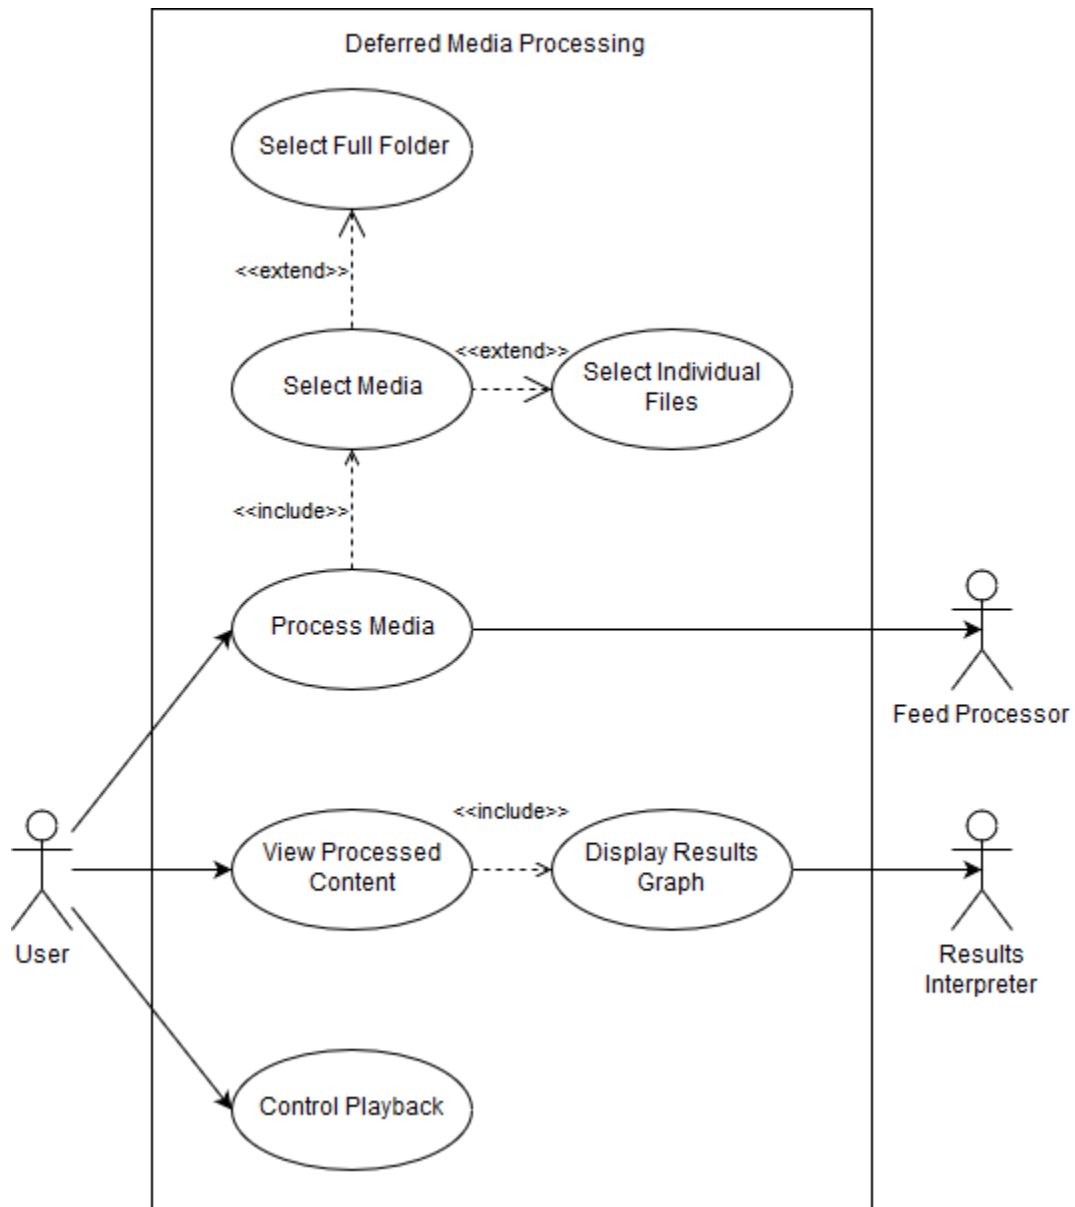 Deferred Media Processing
Select Full Folder
<<extend>>
<<extend>>
Select Media
Select Individual
Files
<<include>>
Process Media
Feed Processor
<<include>>
View Processed
Content
Display Results
Graph
User
Results
Interpreter
Control Playback